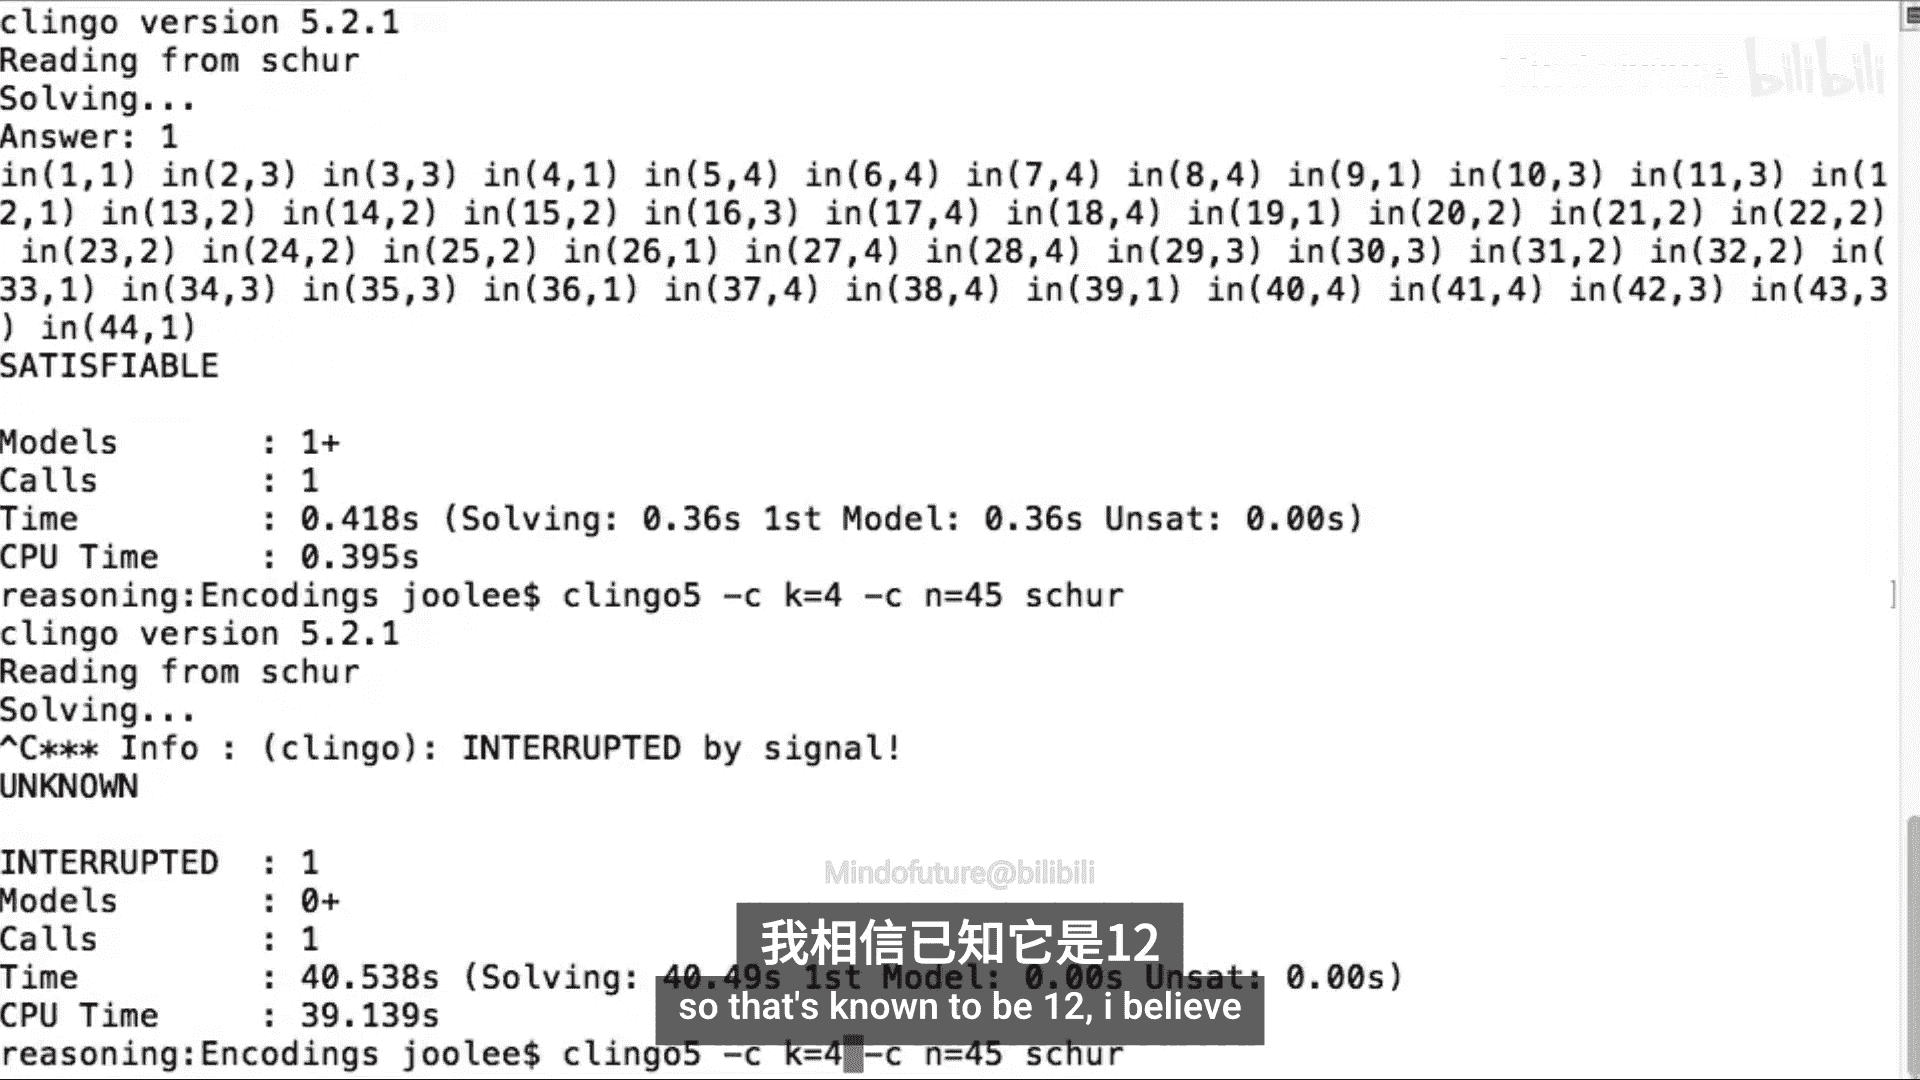 clingo version 5.2.1
Reading from schur
Solving...
Answer: 1
in(1,1) in(2,3) in(3,3) in(4,1) in(5,4) in(6,4) in(7,4) in(8,4) in(9,1) in(10,3) in(11,3) in(1
2,1) in(13,2) in(14,2) in(15,2) in(16,3) in(17,4) in(18,4) in(19,1) in(20,2) in(21,2) in(22,2)
in(23,2) in(24,2) in(25,2) in(26,1) in(27,4) in(28,4) in(29,3) in(30,3) in(31,2) in(32,2) in(
33,1) in(34,3) in(35,3) in(36,1) in(37,4) in(38,4) in(39,1) in(40,4) in(41,4) in(42,3) in(43,3
) in(44,1)
SATISFIABLE
Models : 1+
Calls : 1
Time : 0.418s (Solving: 0.36s 1st Model: 0.36s Unsat: 0.00s)
CPU Time : 0.395s
reasoning:Encodings joolee$ clingo5 -c k=4 -c n=45 schur ]
clingo version 5.2.1
Reading from schur
Solving...
^C*** Info : (clingo): INTERRUPTED by signal!
UNKNOWN
INTERRUPTED : 1
Models : 0+
Calls : 1
Time : 40.538s (Solving: 40.49s 1st Model: 0.00s Unsat: 0.00s)
CPU Time : 39.139s
reasoning:Encodings joolee$ clingo5 -c k=4 -c n=45 schur
bilibili
Mindofuture@bilibili
我相信已知它是12
so that's known to be 12, i believe